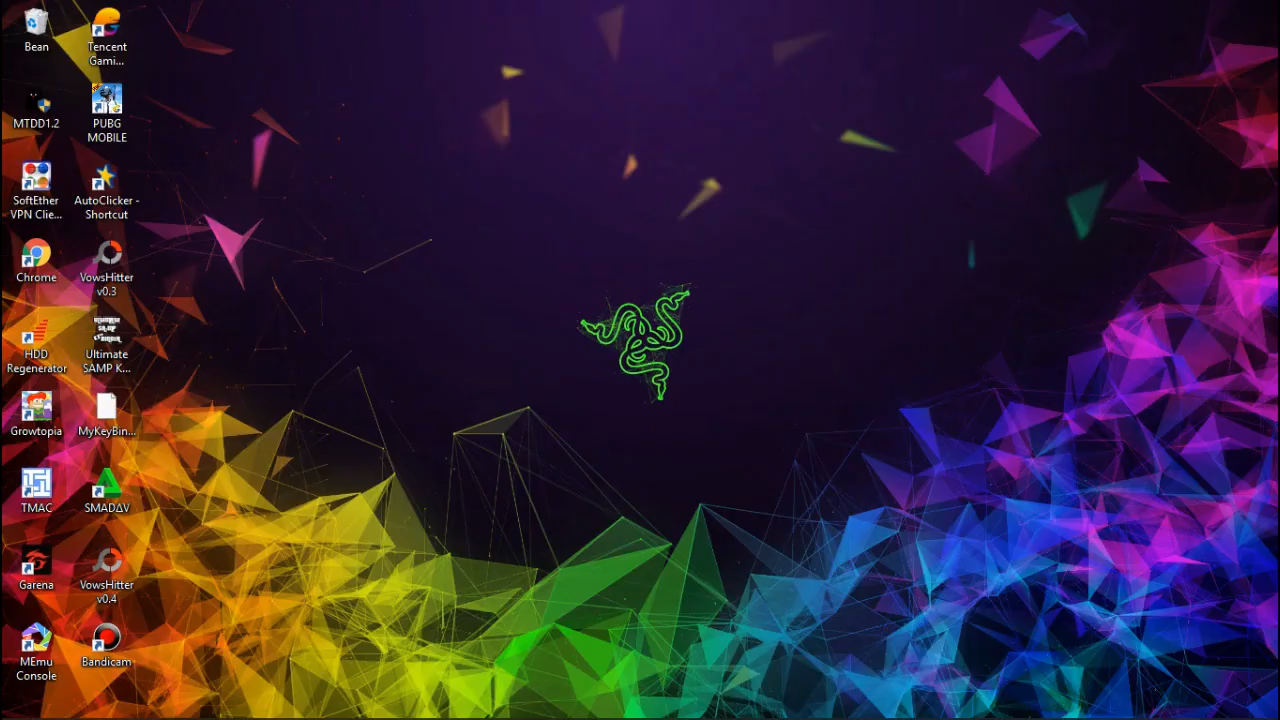 Bean
Tencent
Gami...
MTDD1.2
PUBG
MOBILE
SoftEther
VPN Clie...
AutoClicker -
Shortcut
Chrome
VowsHitter
v0.3
HDD
Regenerator
Ultimate
SAMP K...
Growtopia
MyKeyBin...
TMAC
SMAD∆V
Garena
VowsHitter
v0.4
MEmu
Console
Bandicam